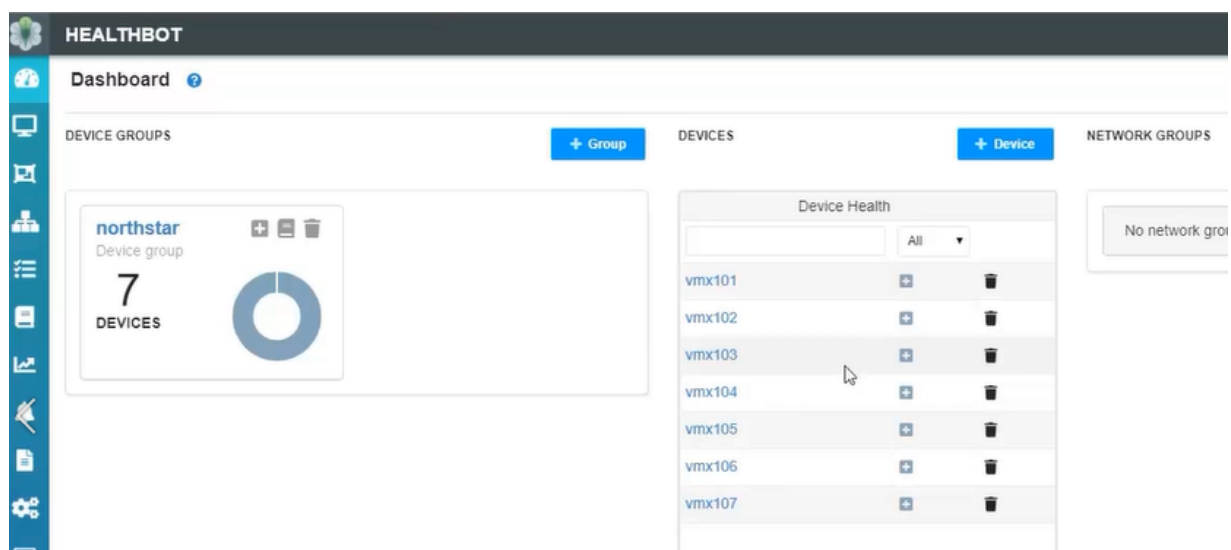 HEALTHBOT
Dashboard ?
DEVICE GROUPS
+ Group
northstar
Device group
7
DEVICES
DEVICES
+ Device
Device Health
All
vmx101
vmx102
vmx103
vmx104
vmx105
vmx106
vmx107
NETWORK GROUPS
No network grou